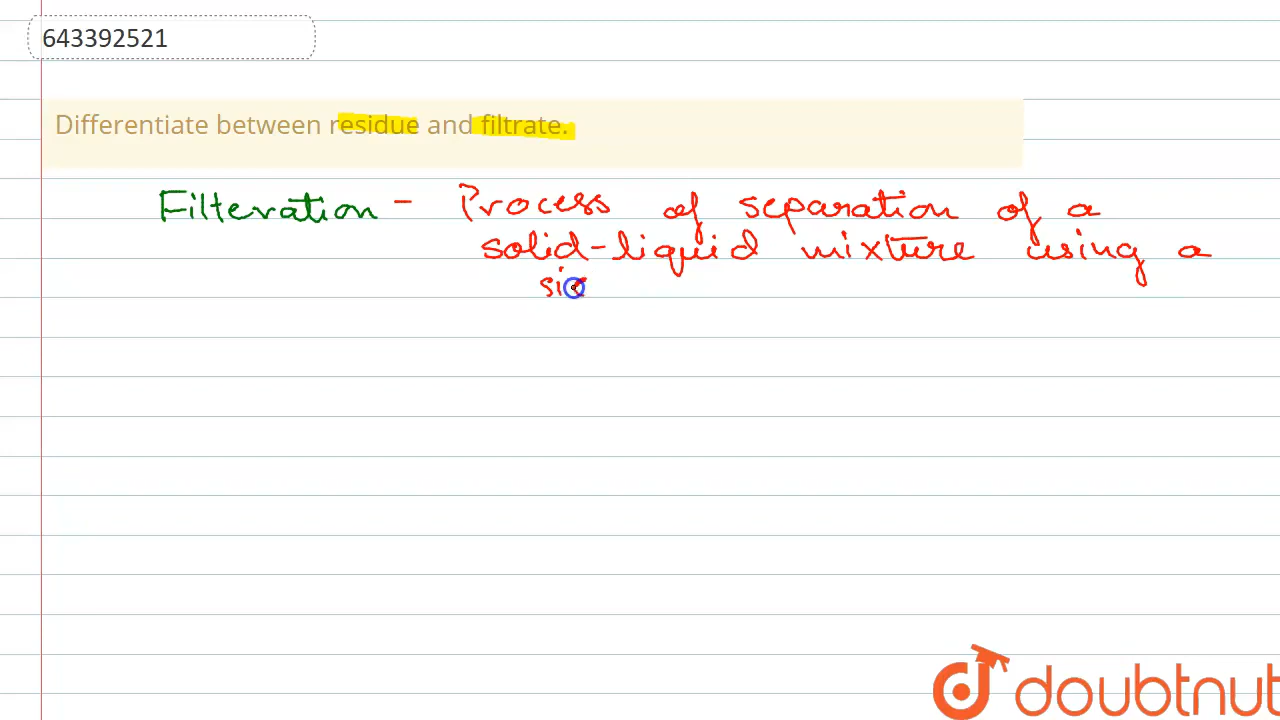 643392521
Differentiate between residue and filtrate.
Filteration - Process of separation of a
solid-liquid mixture using a
doubtnut